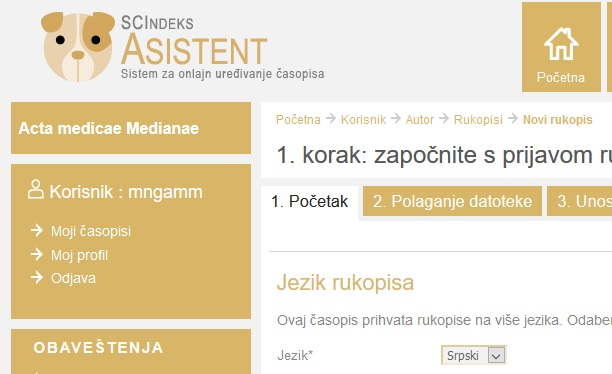 SCINDEKS
ASISTENT
Sistem za onlajn uređivanje časopisa
Početna
Acta medicae Medianae
Korisnik : mngamm
Moji časopisi
Moj profil
Odjava
OBAVEŠTENJA
Početna Korisnik Autor Rukopisi Novi rukopis
1. korak: započnite s prijavom
1. Početak 2. Polaganje datoteke 3. Unos
Jezik rukopisa
Ovaj časopis prihvata rukopise na više jezika.
Jezik* Srpski